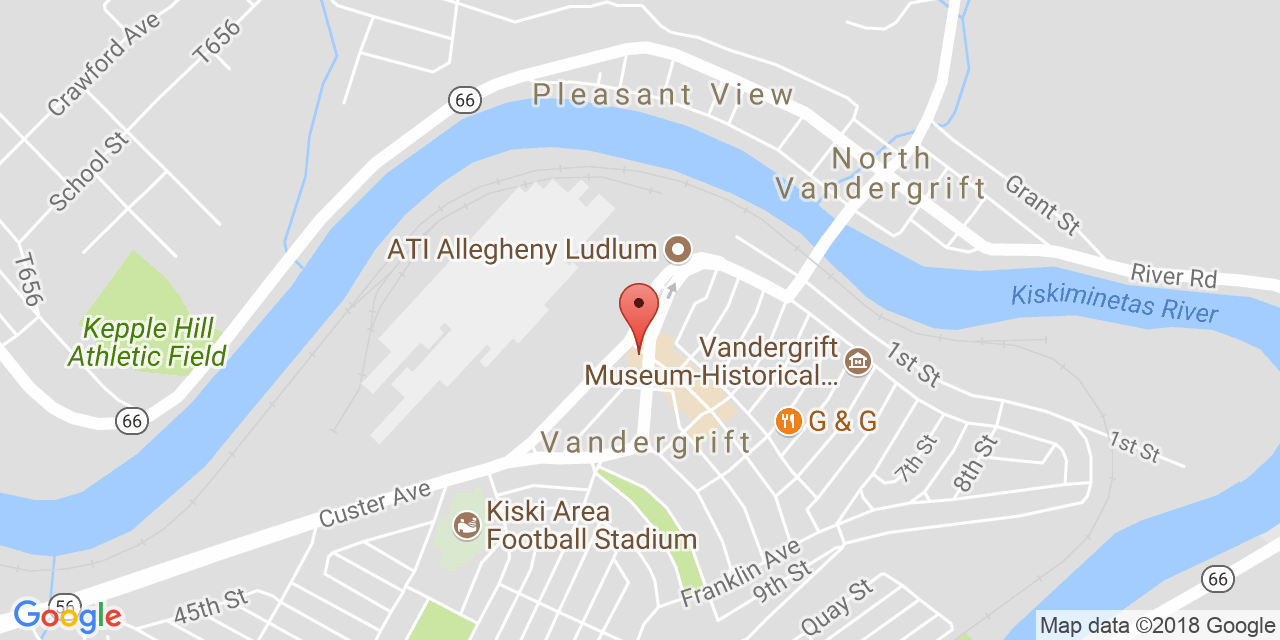 Crawford Ave
T656
66
Pleasant View
School St
North
Vandergrift
Grant St
ATI Allegheny Ludlum
T656
River Rd
Kiskiminetas River
Kepple Hill
Athletic Field
Vandergrift
Museum-Historical...
1st St
66
G & G
Vandergrift
7th St
8th St
1st St
Custer Ave
Kiski Area
Football Stadium
Franklin Ave
9th St
66
Quay St
45th St
56
Google
Map data ©2018 Google